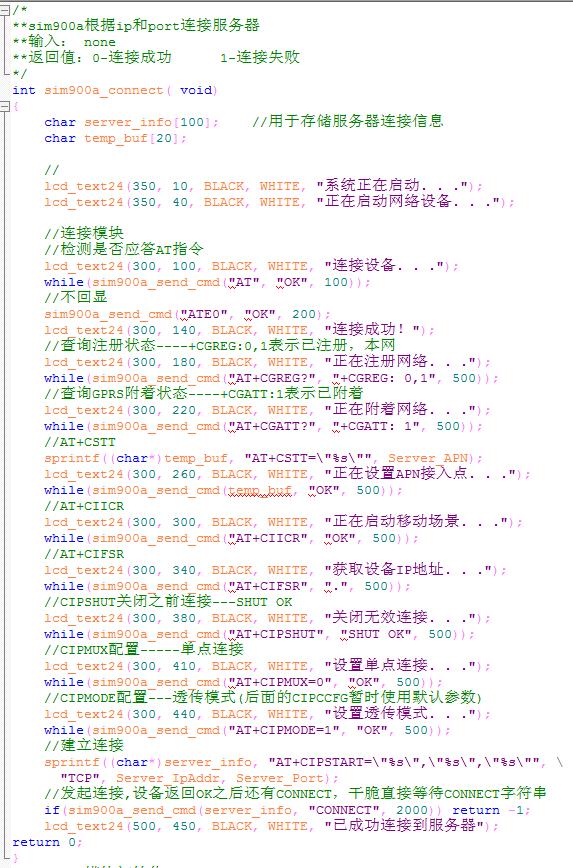 /*
**sim900a根据ip和port连接服务器
**输入： none
**返回值：0-连接成功      1-连接失败
*/
int sim900a_connect( void)
{
    char server_info[100];    //用于存储服务器连接信息
    char temp_buf[20];
    //
    lcd_text24(350, 10, BLACK, WHITE, "系统正在启动. . .");
    lcd_text24(350, 40, BLACK, WHITE, "正在启动网络设备. . .");
    //连接模块
    //检测是否应答AT指令
    lcd_text24(300, 100, BLACK, WHITE, "连接设备. . .");
    while(sim900a_send_cmd("AT", "OK", 100));
    //不回显
    sim900a_send_cmd("ATE0", "OK", 200);
    lcd_text24(300, 140, BLACK, WHITE, "连接成功！");
    //查询注册状态----+CGREG:0,1表示已注册，本网
    lcd_text24(300, 180, BLACK, WHITE, "正在注册网络. . .");
    while(sim900a_send_cmd("AT+CGREG?", "+CGREG: 0,1", 500));
    //查询GPRS附着状态----+CGATT:1表示已附着
    lcd_text24(300, 220, BLACK, WHITE, "正在附着网络. . .");
    while(sim900a_send_cmd("AT+CGATT?", "+CGATT: 1", 500));
    //AT+CSTT
    sprintf((char*)temp_buf, "AT+CSTT=\"%s\"", Server_APN);
    lcd_text24(300, 260, BLACK, WHITE, "正在设置APN接入点. . .");
    while(sim900a_send_cmd(temp_buf, "OK", 500));
    //AT+CIICR
    lcd_text24(300, 300, BLACK, WHITE, "正在启动移动场景. . .");
    while(sim900a_send_cmd("AT+CIICR", "OK", 500));
    //AT+CIFSR
    lcd_text24(300, 340, BLACK, WHITE, "获取设备IP地址. . .");
    while(sim900a_send_cmd("AT+CIFSR", ".", 500));
    //CIPSHUT关闭之前连接---SHUT OK
    lcd_text24(300, 380, BLACK, WHITE, "关闭无效连接. . .");
    while(sim900a_send_cmd("AT+CIPSHUT", "SHUT OK", 500));
    //CIPMUX配置-----单点连接
    lcd_text24(300, 410, BLACK, WHITE, "设置单点连接. . .");
    while(sim900a_send_cmd("AT+CIPMUX=0", "OK", 500));
    //CIPMODE配置---透传模式(后面的CIPCCFG暂时使用默认参数)
    lcd_text24(300, 440, BLACK, WHITE, "设置透传模式. . .");
    while(sim900a_send_cmd("AT+CIPMODE=1", "OK", 500));
    //建立连接
    sprintf((char*)server_info, "AT+CIPSTART=\"%s\",\"%s\",\"%s\"", \
      "TCP", Server_IpAddr, Server_Port);
    //发起连接,设备返回OK之后还有CONNECT，干脆直接等待CONNECT字符串
    if(sim900a_send_cmd(server_info, "CONNECT", 2000)) return -1;
    lcd_text24(500, 450, BLACK, WHITE, "已成功连接到服务器");
return 0;
}